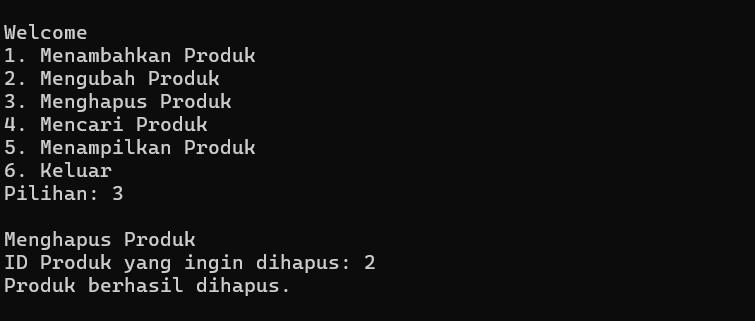 Welcome
1. Menambahkan Produk
2. Mengubah Produk
3. Menghapus Produk
4. Mencari Produk
5. Menampilkan Produk
6. Keluar
Pilihan: 3
Menghapus Produk
ID Produk yang ingin dihapus: 2
Produk berhasil dihapus.